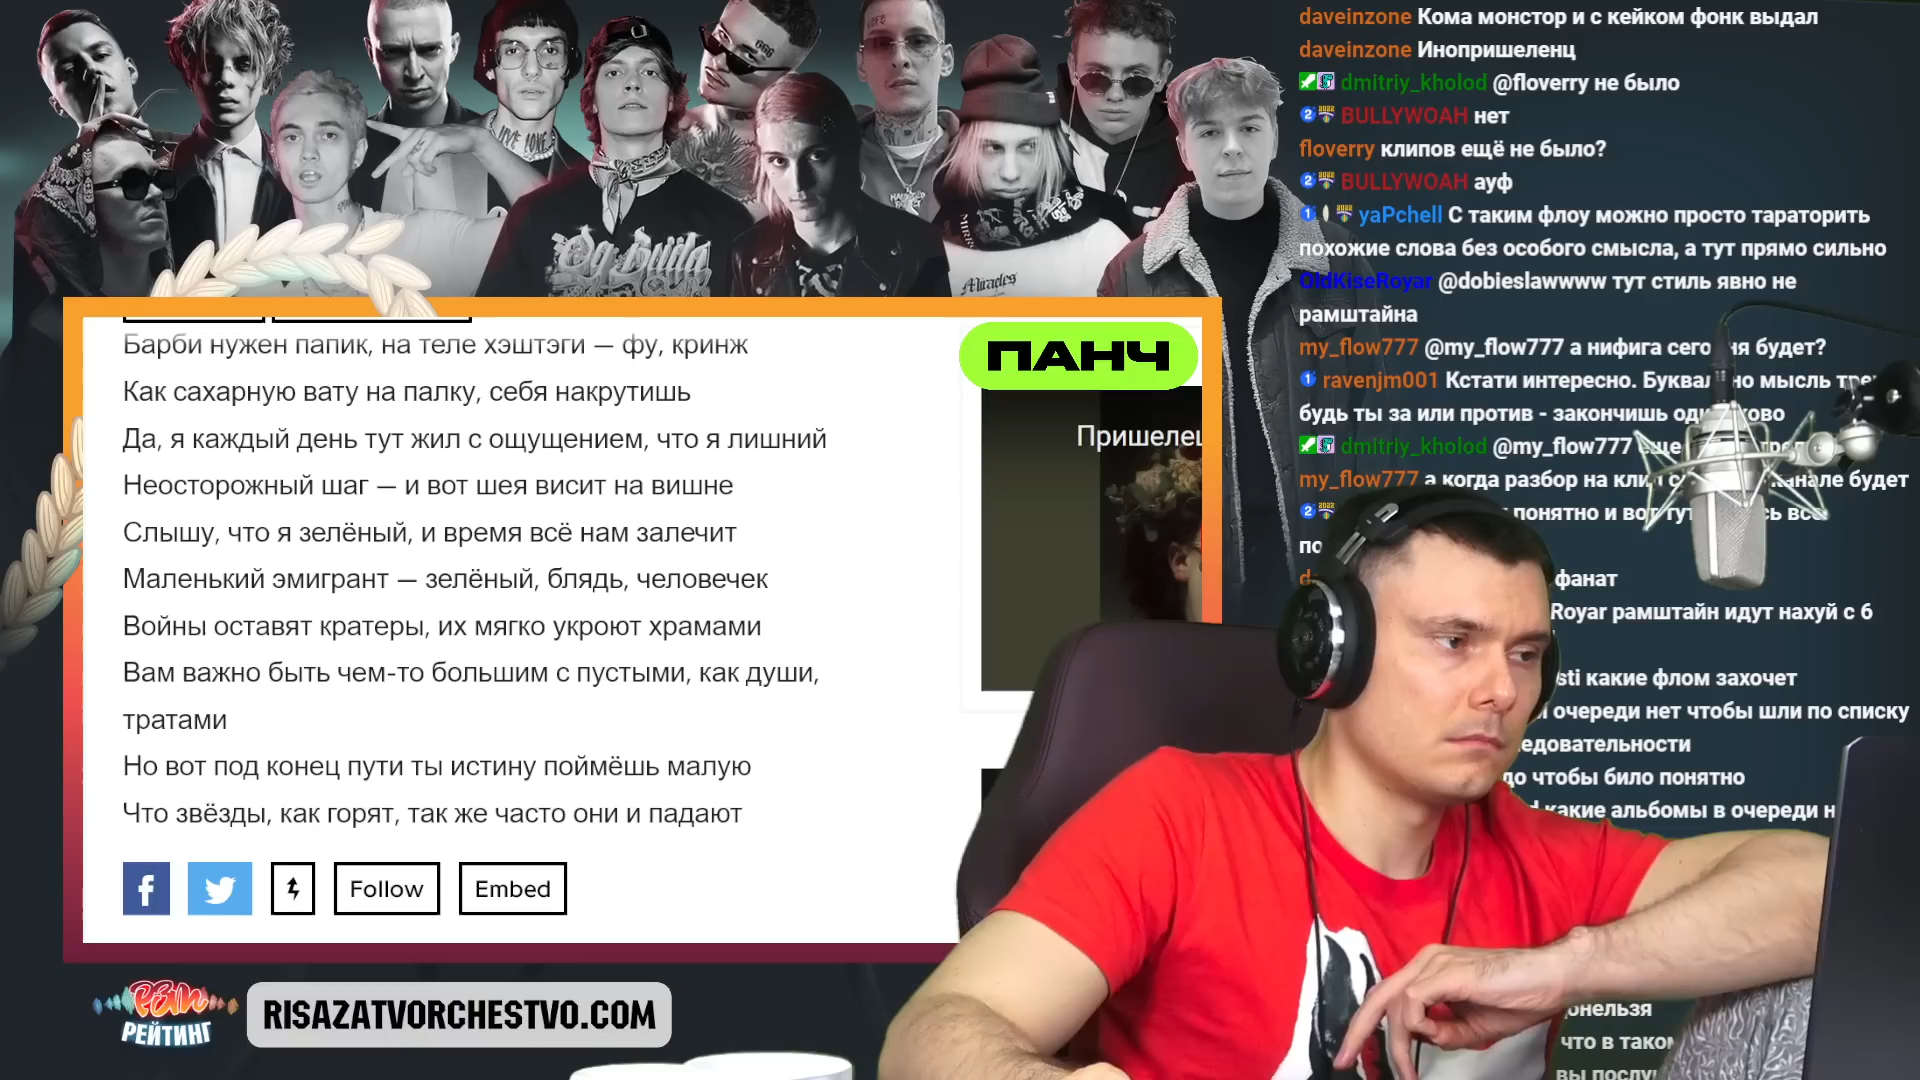 Барби нужен папик, на теле хэштэги — фу, кринж
Как сахарную вату на палку, себя накрутишь
Да, я каждый день тут жил с ощущением, что я лишний
Неосторожный шаг — и вот шея висит на вишне
Слышу, что я зелёный, и время всё нам залечит
Маленький эмигрант — зелёный, блядь, человечек
Войны оставят кратеры, их мягко укроют храмами
Вам важно быть чем-то большим с пустыми, как души,
тратами
Но вот под конец пути ты истину поймёшь малую
Что звёзды, как горят, так же часто они и падают
Follow
Embed
ПАНЧ
РЗТ
РЕЙТИНГ
RISAZATVORCHESTVO.COM
daveinzone Кома монстор и с кейком фонк выдал
daveinzone Инопришеленц
dmitriy_kholod @floverry не было
BULLYWOAH нет
floverry клипов ещё не было?
BULLYWOAH ауф
yaPchell С таким флоу можно просто тараторить
похожие слова без особого смысла, а тут прямо сильно
OldKiseRoyar @dobieslawwww тут стиль явно не
рамштайна
my_flow777 @my_flow777 а нифига будет?
ravenjm001 Кстати интересно. мысль
будь ты за или против - закончишь
dmitriy_kholod @my_flow777
my_flow777 а когда разбор на будет
понятно и вот
фанат
Royar рамштайн идут нахуй с 6
какие флом захочет
очереди нет чтобы шли по списку
чтобы било понятно
альбомы в очереди
что в